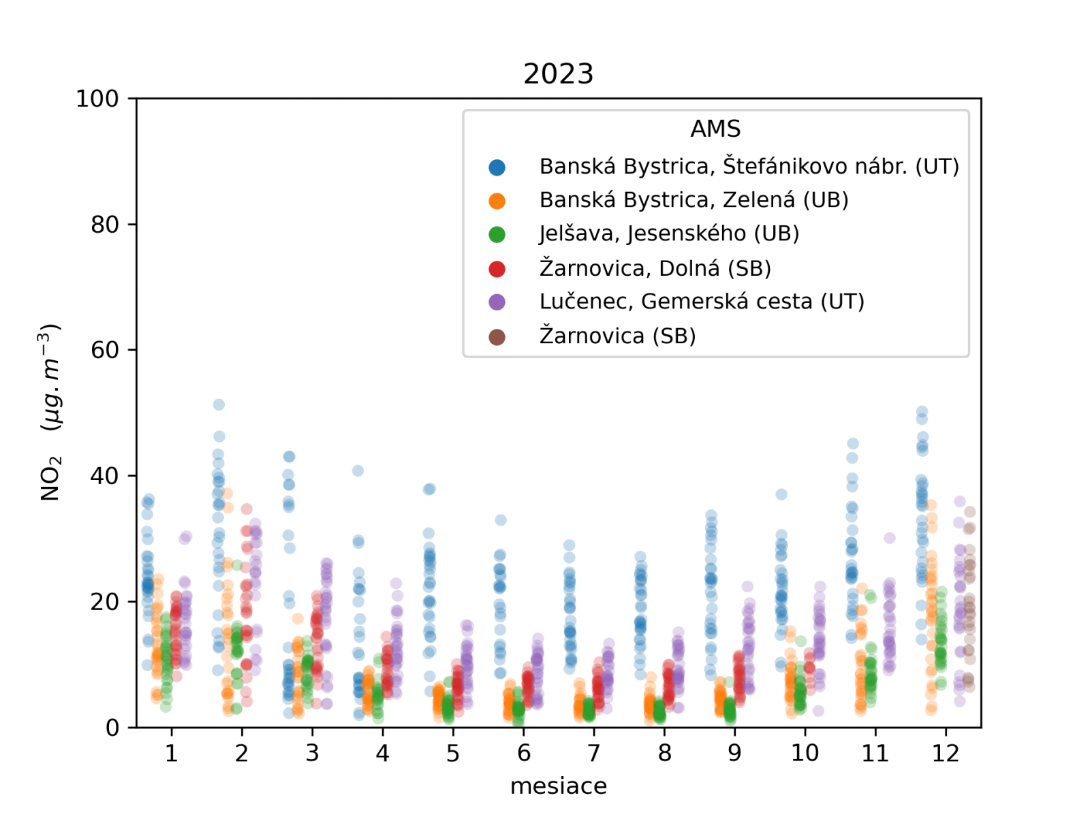 2023
100
80
60
40
20
0
NO₂ (μg.m⁻³)
AMS
Banská Bystrica, Štefánikovo nábr. (UT)
Banská Bystrica, Zelená (UB)
Jelšava, Jesenského (UB)
Žarnovica, Dolná (SB)
Lučenec, Gemerská cesta (UT)
Žarnovica (SB)
1 2 3 4 5 6 7 8 9 10 11 12
mesiace